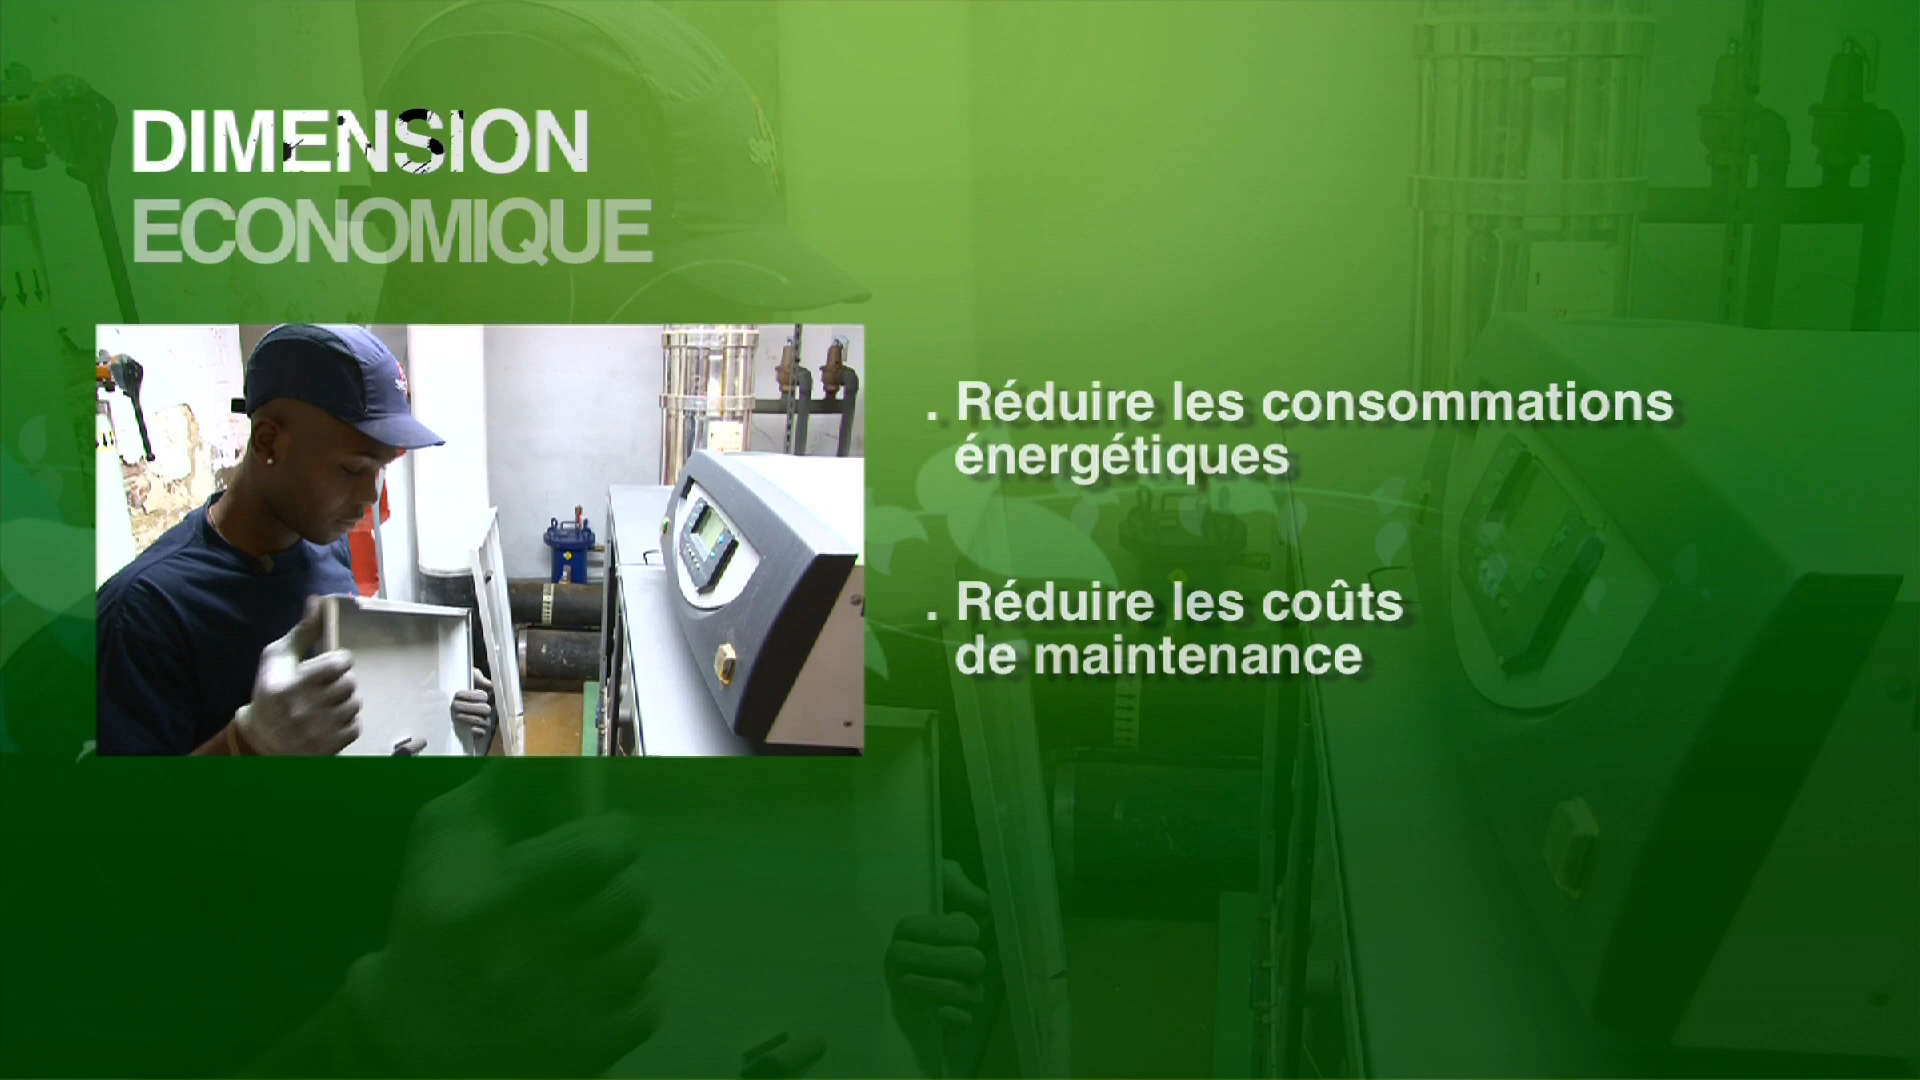 DIMENSION
ECONOMIQUE
. Réduire les consommations
énergétiques
. Réduire les coûts
de maintenance